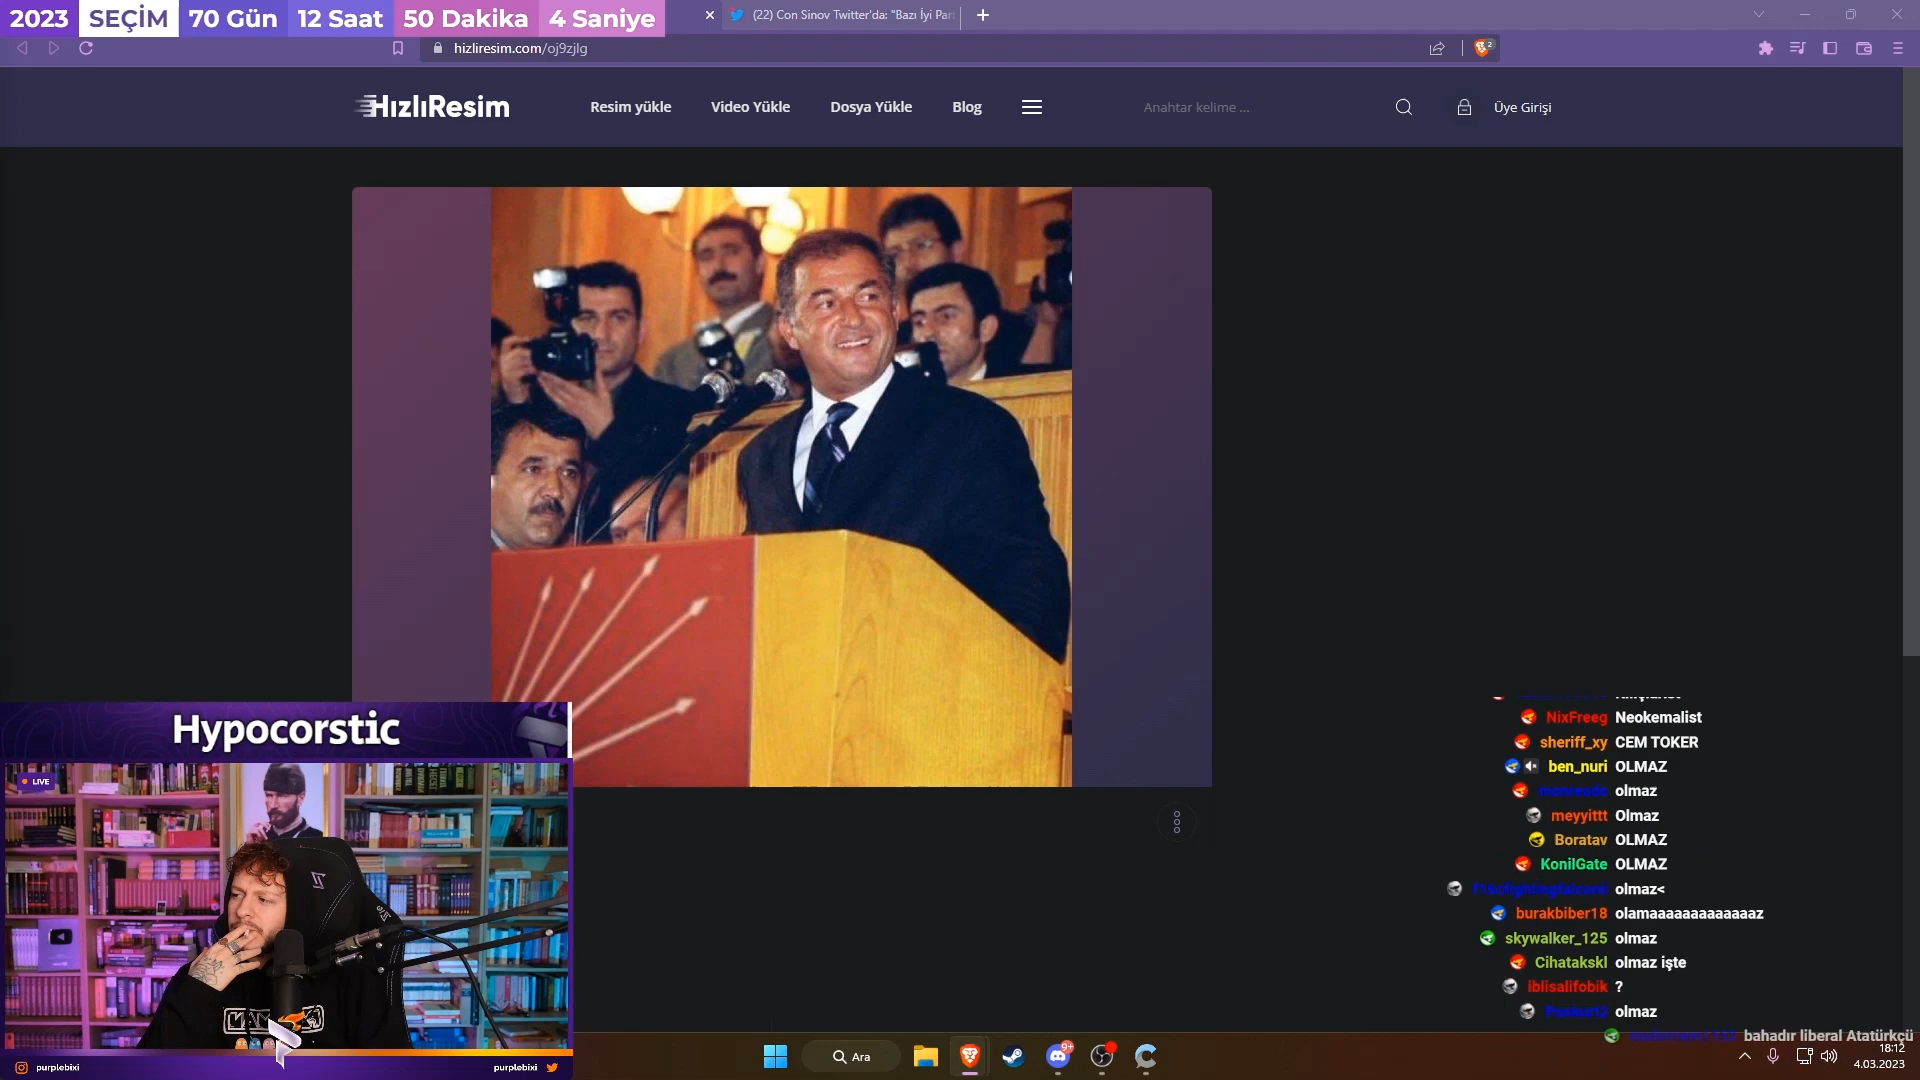 2023 SEÇİM 70 Gün 12 Saat 50 Dakika 4 Saniye
(22) Con Sinov Twitter'da: "Bazı İyi Par
hizliresim.com/oj9zjlg
2
HızlıResim
Resim yükle
Video Yükle
Dosya Yükle
Blog
Anahtar kelime ...
Üye Girişi
Hypocorstic
LIVE
purplebixi
purplebixi
NixFreeg Neokemalist
sheriff_xy CEM TOKER
ben_nuri OLMAZ
olmaz
meyyittt Olmaz
Boratav OLMAZ
KonilGate OLMAZ
olmaz<
burakbiber18 olamaaaaaaaaaaaaaz
skywalker_125 olmaz
Cihatakskl olmaz işte
iblisalifobik ?
olmaz
bahadır liberal Atatürkçü
Ara
9+
18:12
4.03.2023